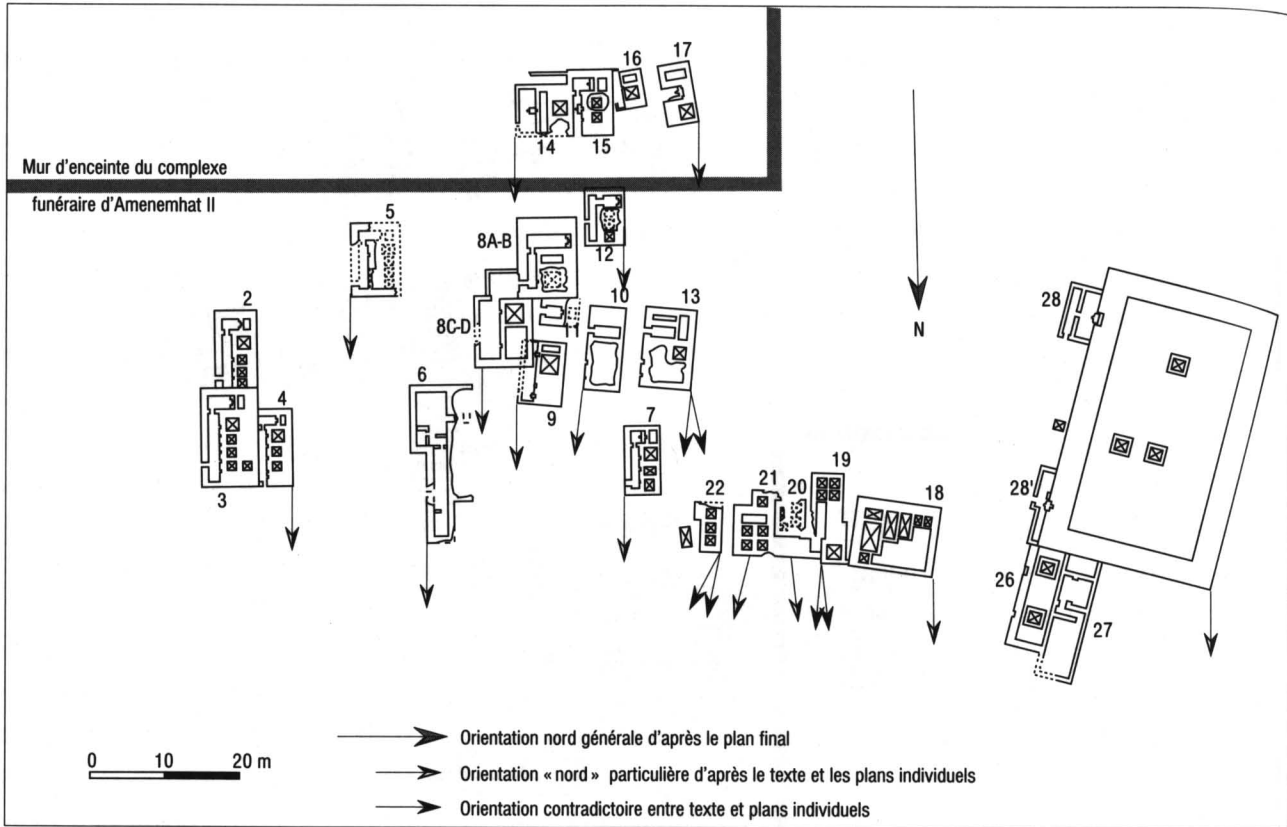 16 17
14 15
Mur d'enceinte du complexe
funéraire d'Amenemhat II
5
8A-B
12
2
8C-D
11
10
13
N
28
4
6
9
7
3
22
21
20
19
18
28'
26
27
0 10 20 m
Orientation nord générale d'après le plan final
Orientation « nord » particulière d'après le texte et les plans individuels
Orientation contradictoire entre texte et plans individuels